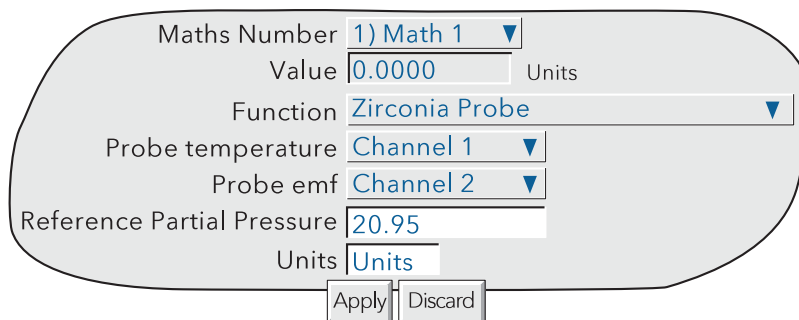 Maths Number 1) Math 1 ▼
Value 0.0000 Units
Function Zirconia Probe ▼
Probe temperature Channel 1 ▼
Probe emf Channel 2 ▼
Reference Partial Pressure 20.95
Units Units
Apply Discard